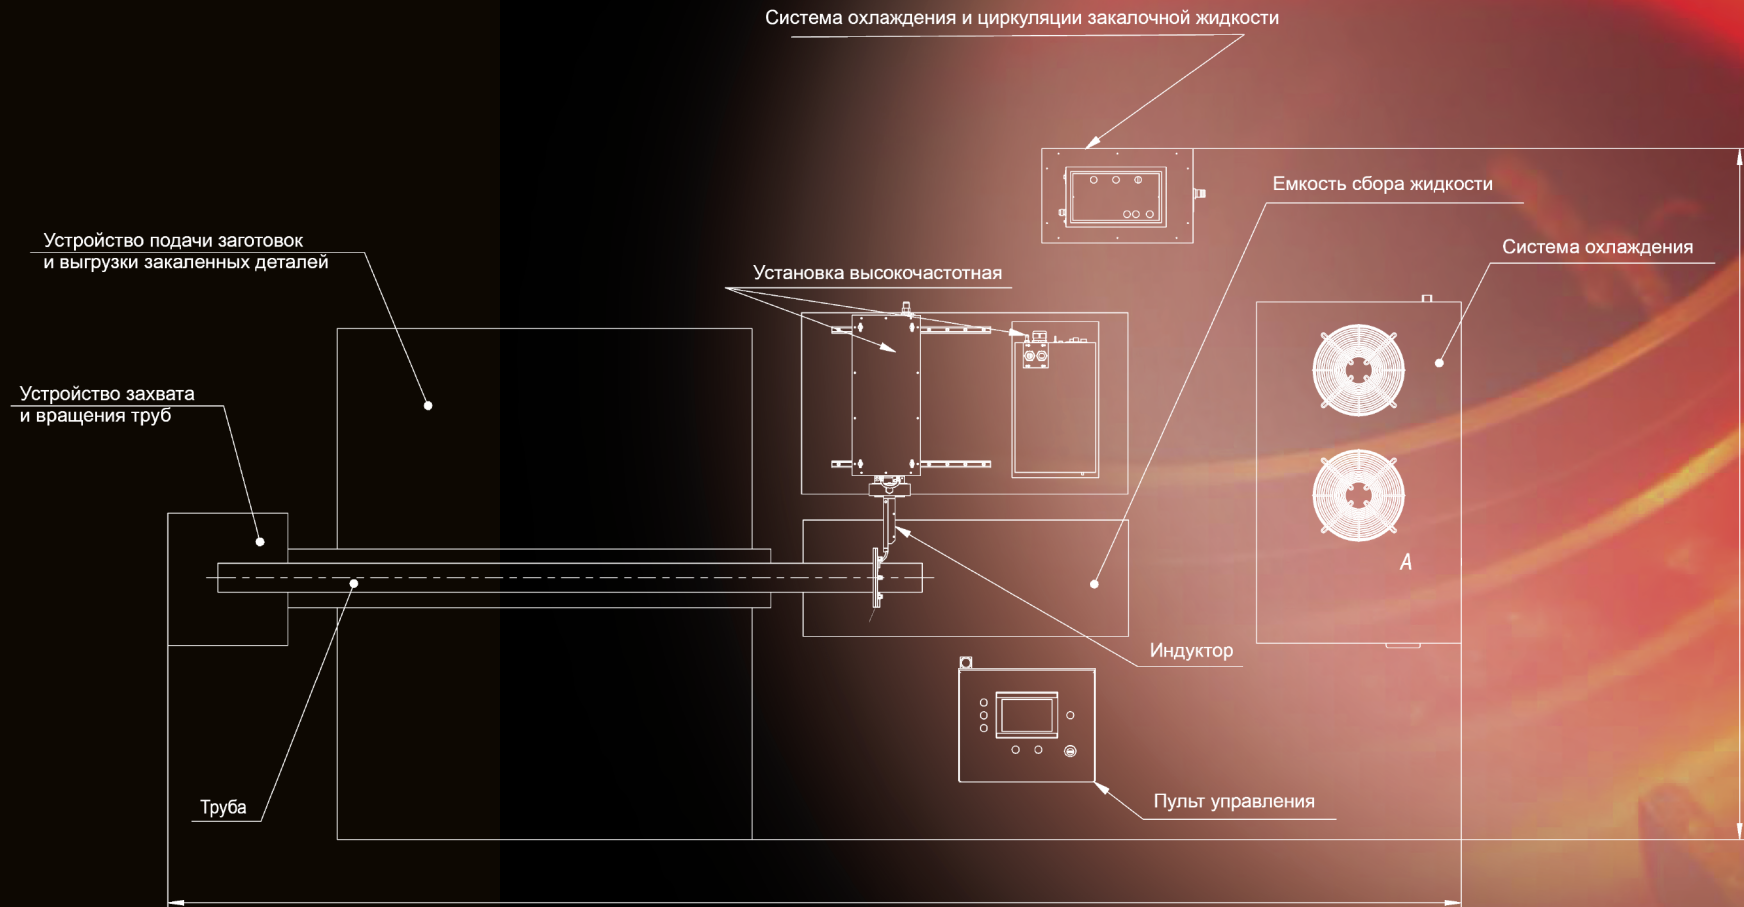 Система охлаждения и циркуляции закалочной жидкости
Емкость сбора жидкости
Система охлаждения
Устройство подачи заготовок
и выгрузки закаленных деталей
Установка высокочастотная
Устройство захвата
и вращения труб
А
Индуктор
Труба
Пульт управления